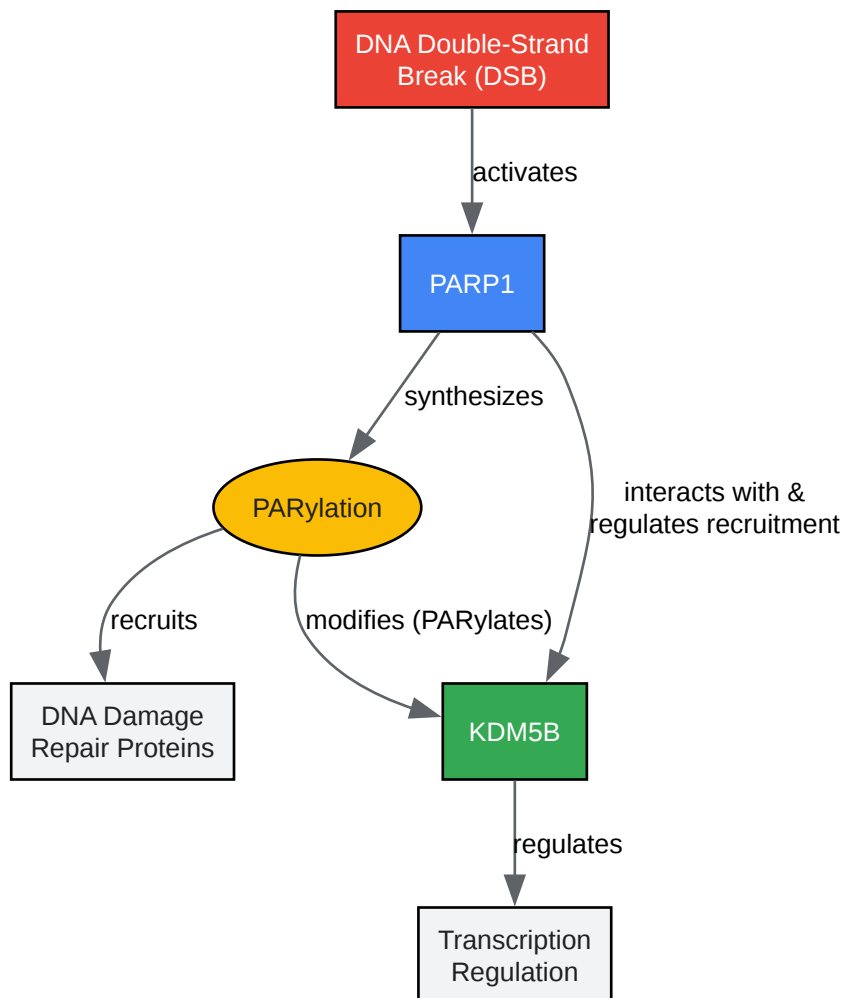 DNA Double-Strand
Break (DSB)
activates
PARP1
synthesizes
interacts with &
regulates recruitment
PARylation
recruits
modifies (PARylates)
DNA Damage
Repair Proteins
KDM5B
regulates
Transcription
Regulation